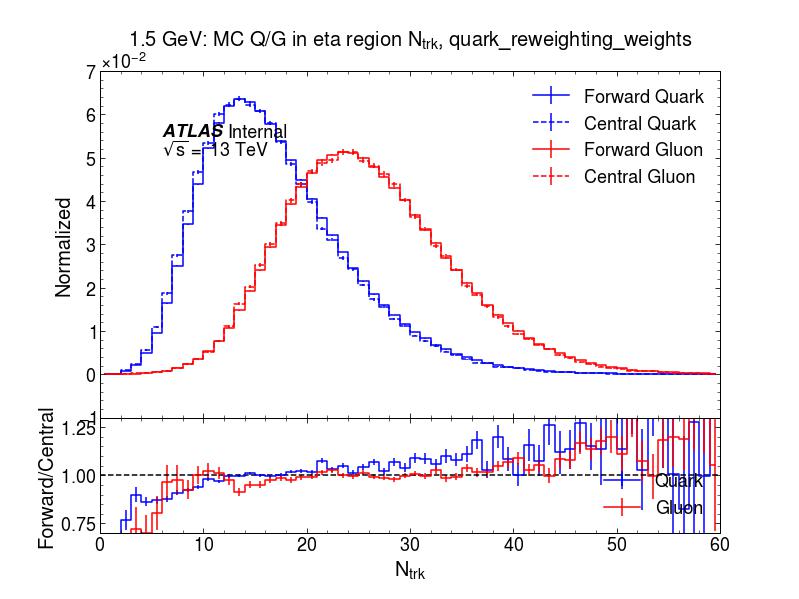 1.5 GeV: MC Q/G in eta region N_trk, quark_reweighting_weights
×10⁻²
7
6
5
4
3
2
1
0
1
Normalized
ATLAS Internal
√s = 13 TeV
Forward Quark
Central Quark
Forward Gluon
Central Gluon
Forward/Central
1.25
1.00
0.75
Quark
Gluon
0 10 20 30 40 50 60
N_trk